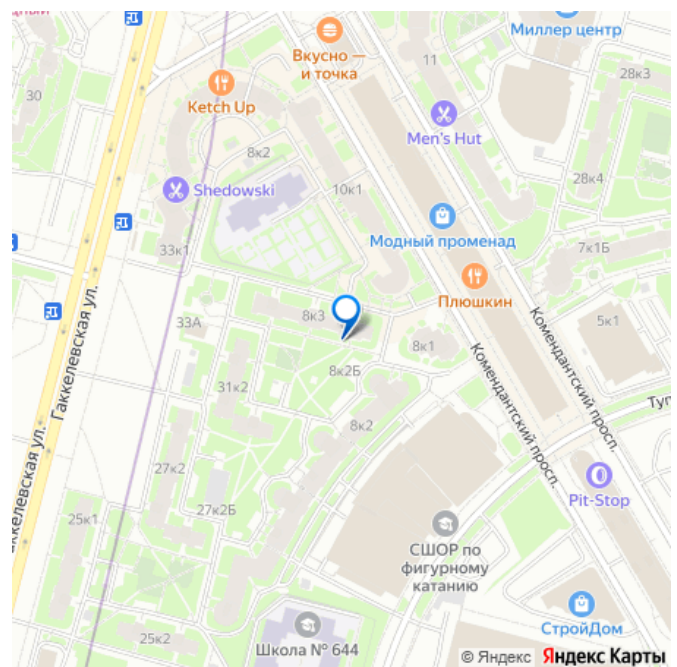 Миллер центр
Вкусно —
и точка
11
28к3
30
Ketch Up
Men's Hut
8к2
28к4
Shedowski
10к1
Модный променад
7к1Б
33к1
Плюшкин
8к3
33А
5к1
8к1
Комендантский просп.
Гаккелевская ул.
8к2Б
31к2
Комендантский просп.
Туп
8к2
27к2
Pit-Stop
27к2Б
25к1
аккелевская ул.
СШОР по
фигурному
катанию
СтройДом
25к2
Школа № 644
© Яндекс Яндекс Карты